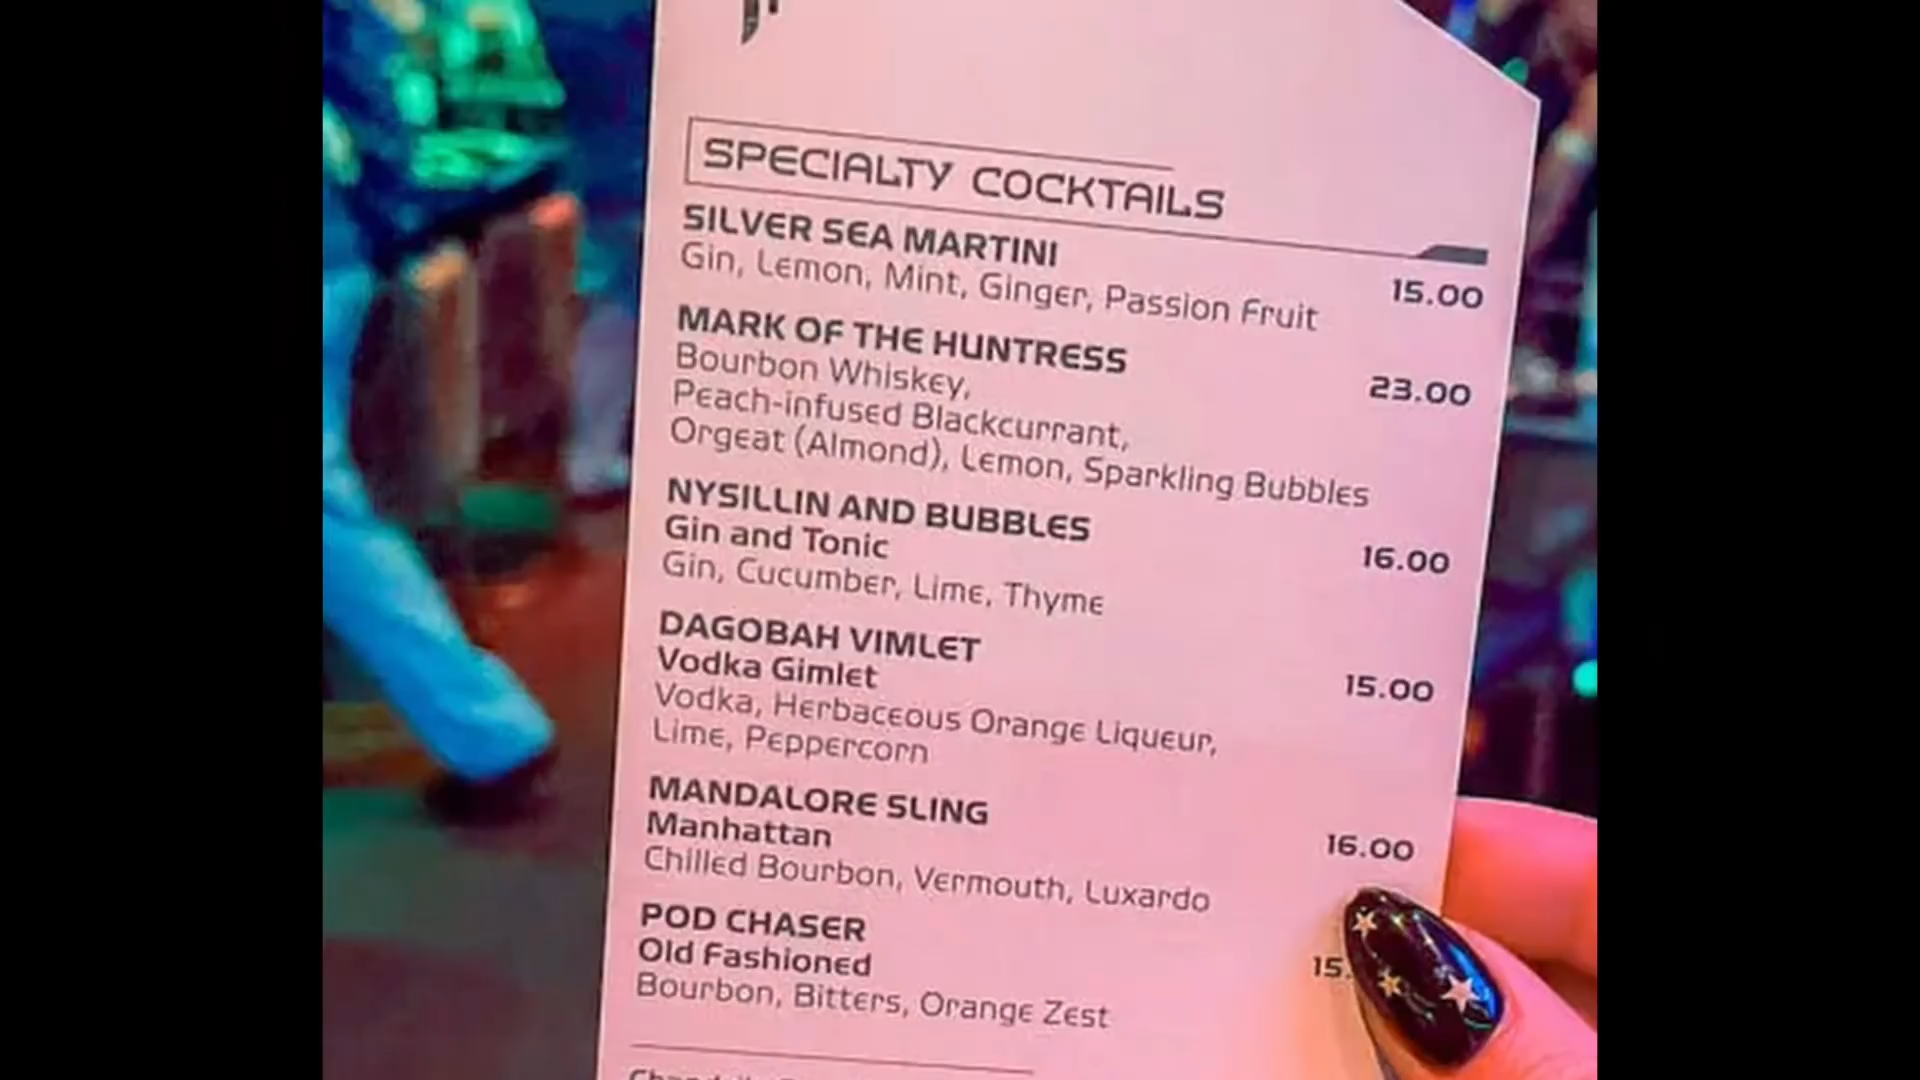 SPECIALTY COCKTAILS
SILVER SEA MARTINI
Gin, Lemon, Mint, Ginger, Passion Fruit 15.00
MARK OF THE HUNTRESS
Bourbon Whiskey, 23.00
Peach-infused Blackcurrant,
Orgeat (Almond), Lemon, Sparkling Bubbles
NYSILLIN AND BUBBLES
Gin and Tonic 16.00
Gin, Cucumber, Lime, Thyme
DAGOBAH VIMLET
Vodka Gimlet 15.00
Vodka, Herbaceous Orange Liqueur,
Lime, Peppercorn
MANDALORE SLING
Manhattan 16.00
Chilled Bourbon, Vermouth, Luxardo
POD CHASER
Old Fashioned 15.
Bourbon, Bitters, Orange Zest